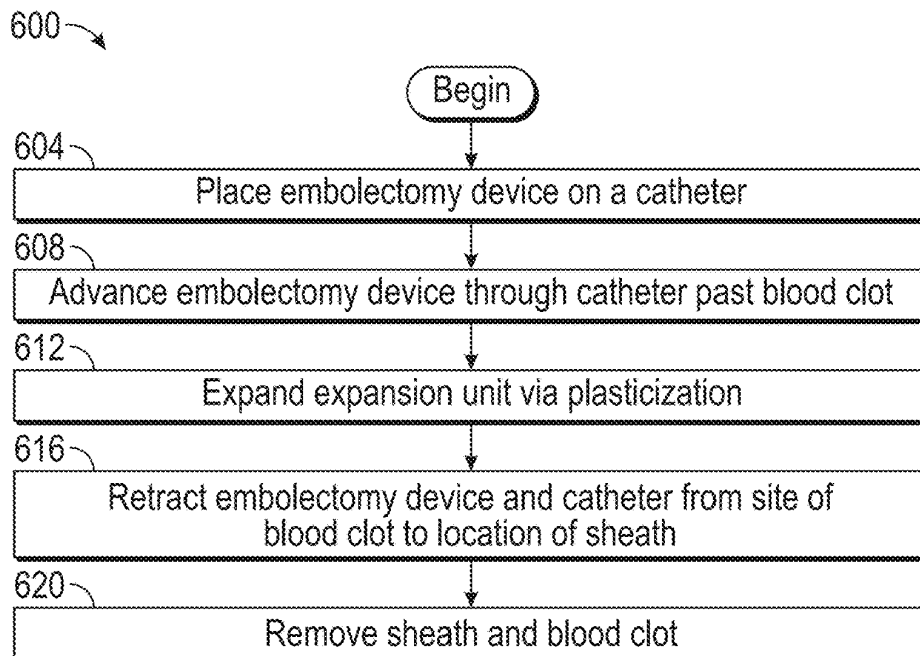 600
Begin
604
Place embolectomy device on a catheter
608
Advance embolectomy device through catheter past blood clot
612
Expand expansion unit via plasticization
616
Retract embolectomy device and catheter from site of
blood clot to location of sheath
620
Remove sheath and blood clot